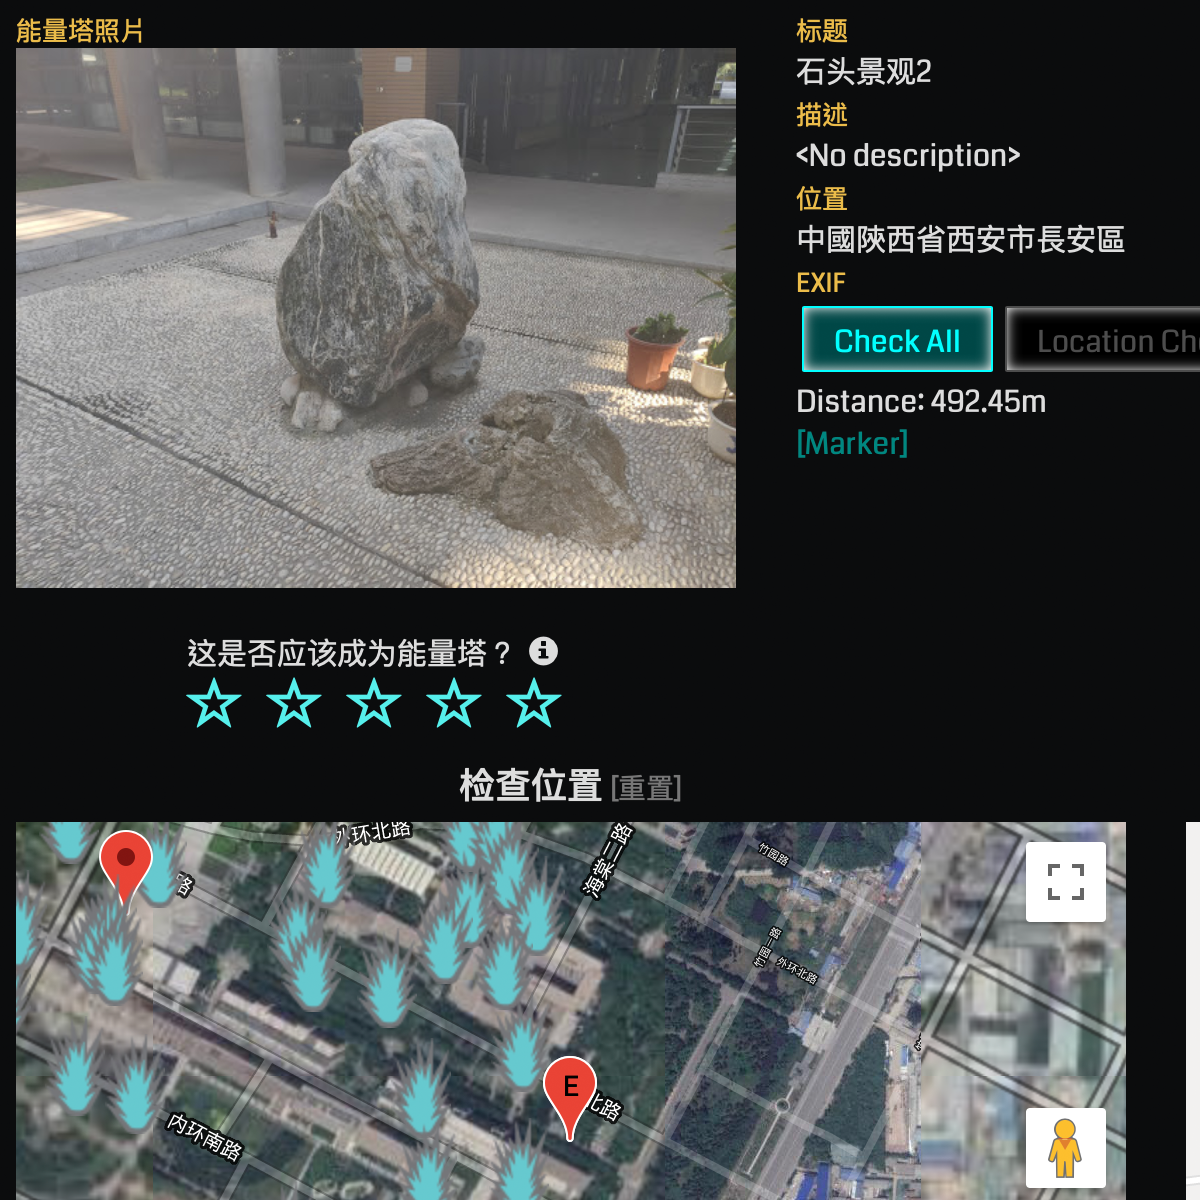 能量塔照片
标题
石头景观2
描述
<No description>
位置
中國陝西省西安市長安區
EXIF
Check All
Location Ch
Distance: 492.45m
[Marker]
这是否应该成为能量塔？
检查位置 [重置]
外环北路
海棠二路
竹园路
路
竹园一路
外环北路
E
北路
内环南路